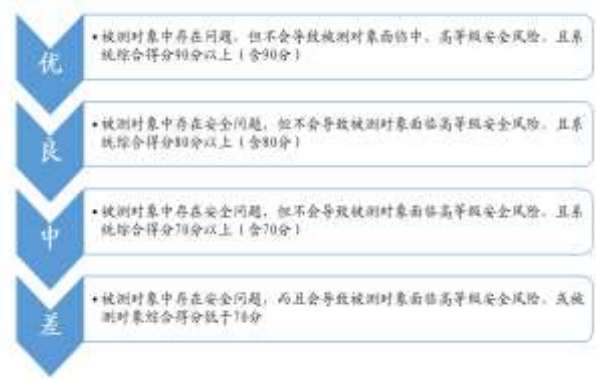 优
•被测对象中存在问题，但不会导致被测对象面临中、高等级安全风险，且系
统综合得分90分以上（含90分）
良
•被测对象中存在安全问题，但不会导致被测对象面临高等级安全风险，且系
统综合得分80分以上（含80分）
中
•被测对象中存在安全问题，但不会导致被测对象面临高等级安全风险，且系
统综合得分70分以上（含70分）
差
•被测对象中存在安全问题，而且会导致被测对象面临高等级安全风险，或被
测对象综合得分低于70分